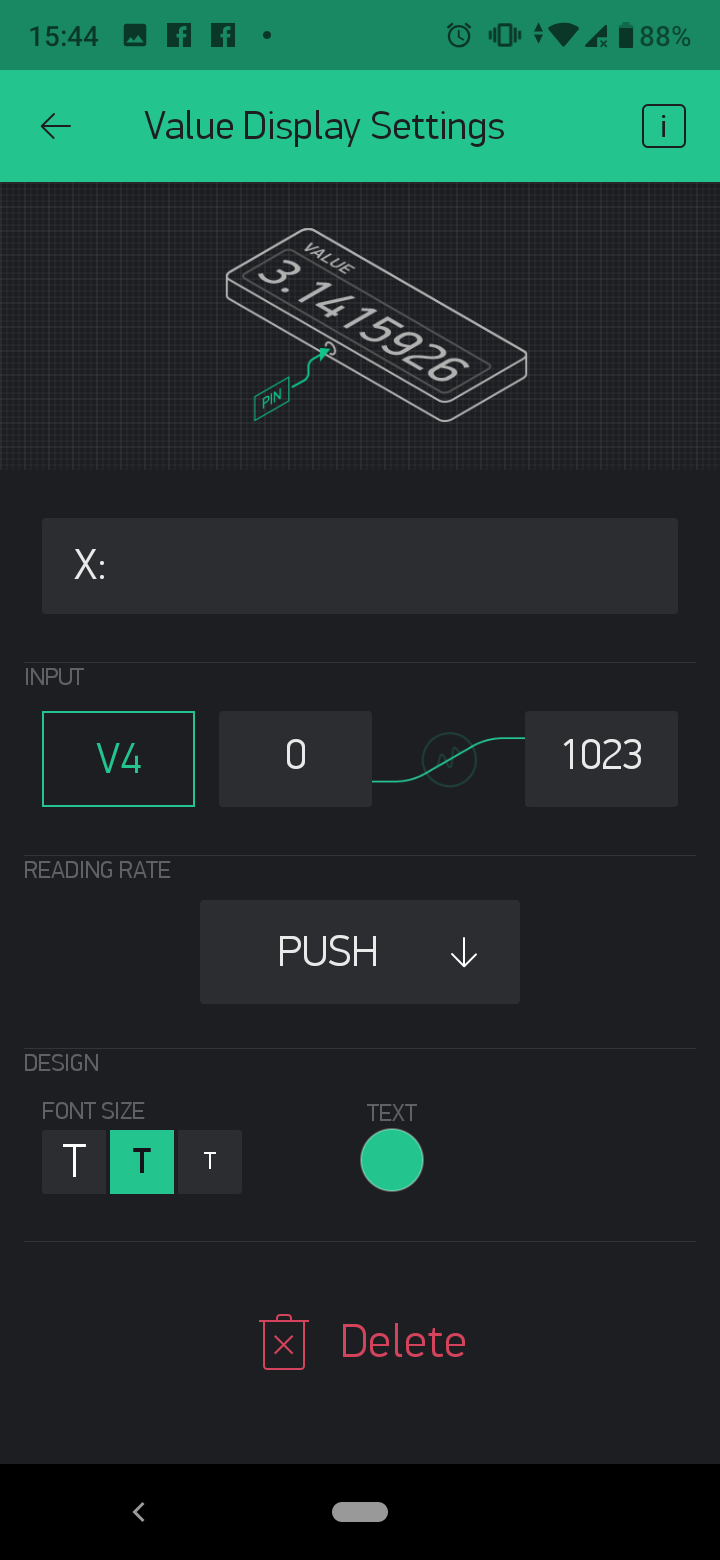 15:44 88%
Value Display Settings i
VALUE
3.1415926
PIN
X:
INPUT
V4 0 1023
READING RATE
PUSH
DESIGN
FONT SIZE TEXT
T T T
Delete